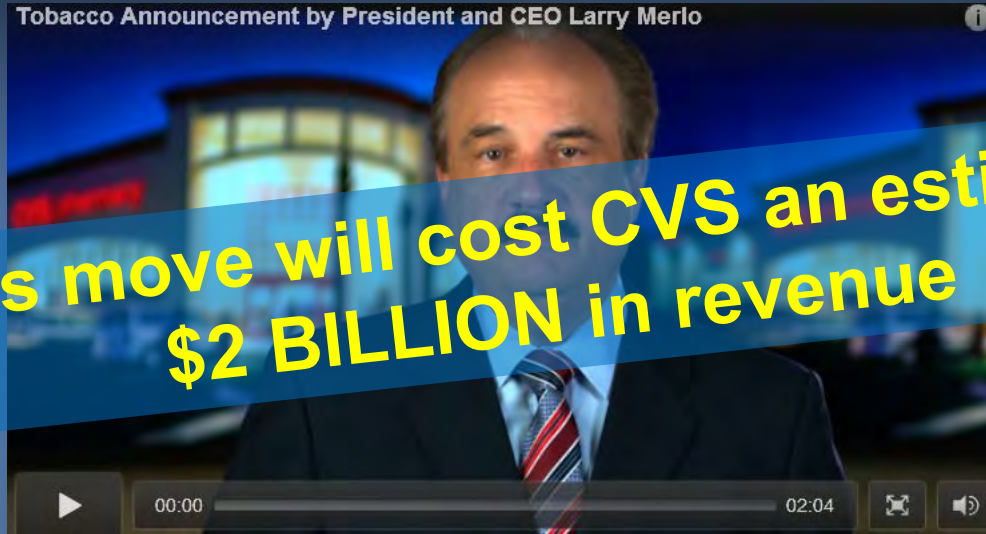 Tobacco Announcement by President and CEO Larry Merlo
s move will cost CVS an esti
$2 BILLION in revenue
00:00
02:04